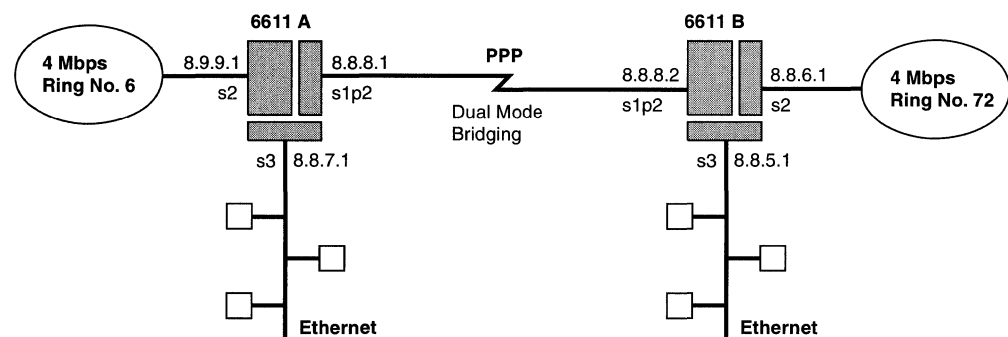 6611 A
6611 B
4 Mbps
Ring No. 6
8.9.9.1
s2
8.8.8.1
s1p2
PPP
Dual Mode
Bridging
8.8.8.2
s1p2
8.8.6.1
s2
4 Mbps
Ring No. 72
s3
8.8.7.1
s3
8.8.5.1
Ethernet
Ethernet